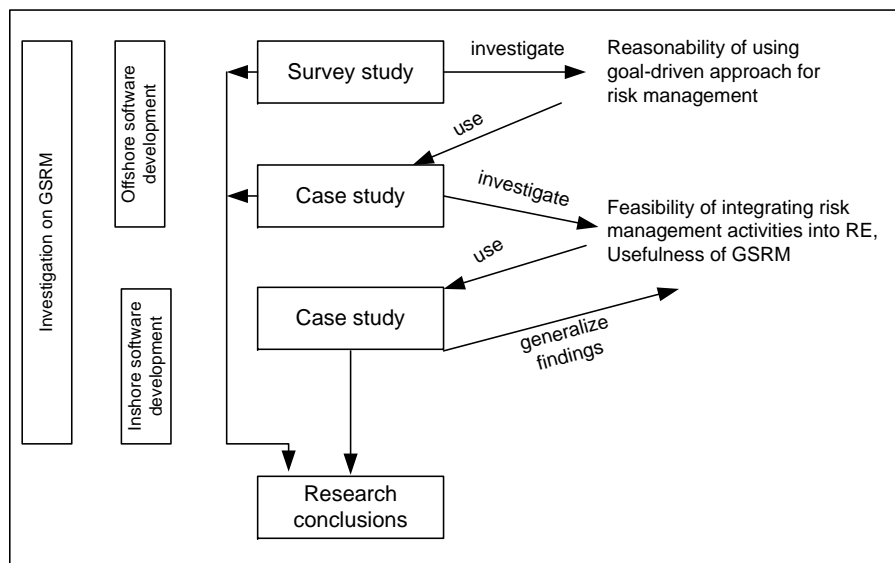 Investigation on GSRM
Offshore software
development
Inshore software
development
Survey study
investigate
Reasonability of using
goal-driven approach for
risk management
use
Case study
investigate
Feasibility of integrating risk
management activities into RE,
Usefulness of GSRM
use
Case study
generalize
findings
Research
conclusions